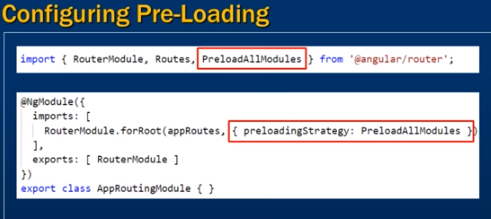 Configuring Pre-Loading
import { RouterModule, Routes, PreloadAllModules } from '@angular/router';
@NgModule({
imports: [
RouterModule.forRoot(appRoutes, { preloadingStrategy: PreloadAllModules })
],
exports: [ RouterModule ]
})
export class AppRoutingModule { }